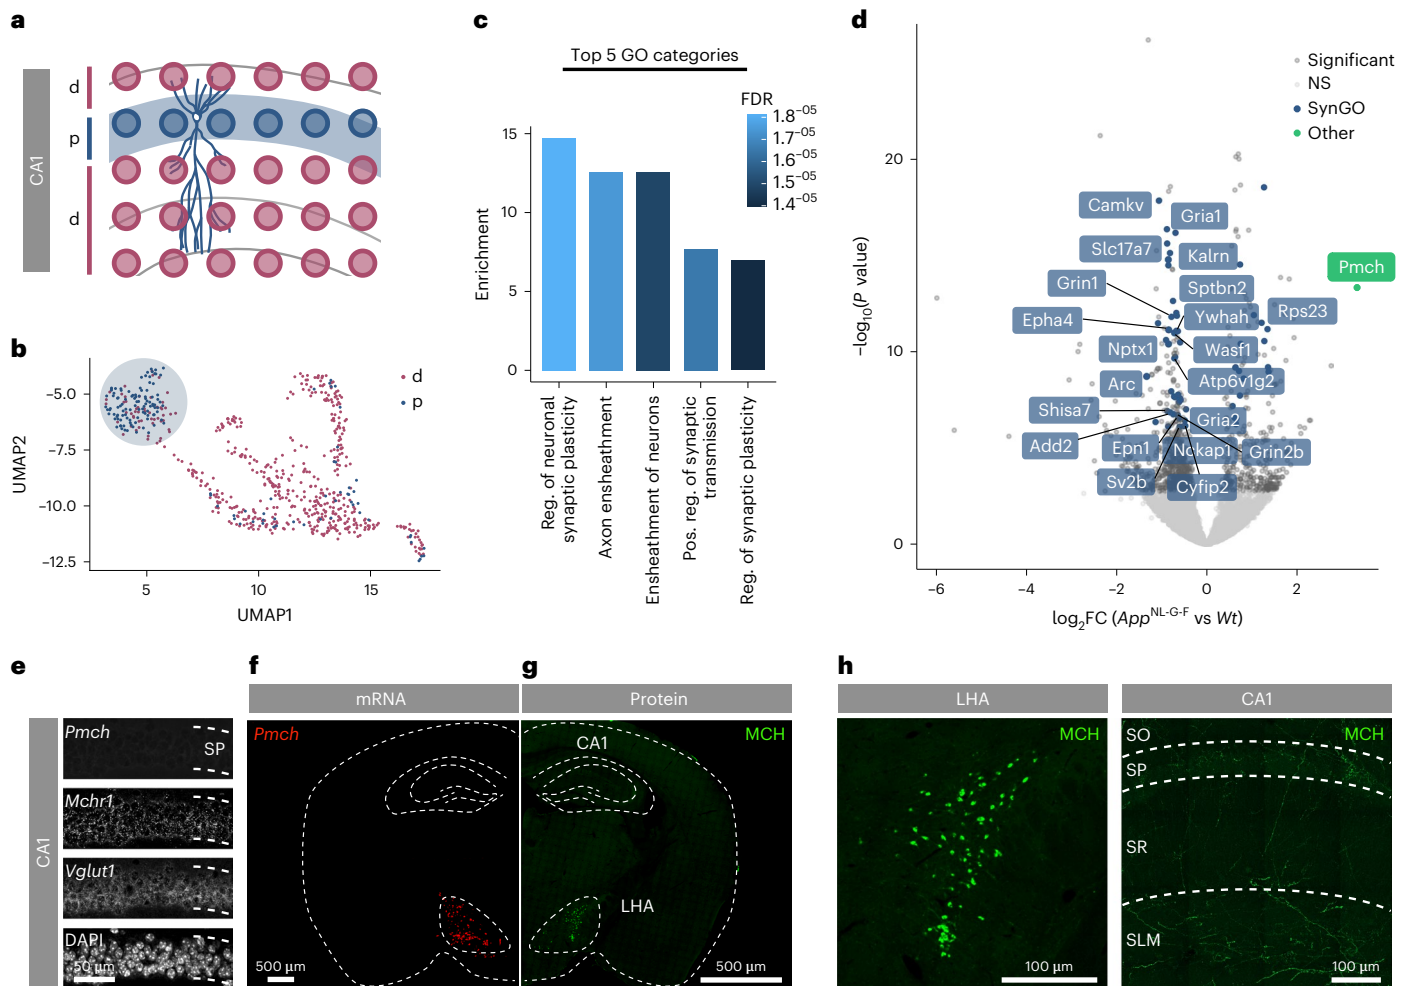 a
CA1
d
p
d
b
UMAP2
−5.0
−7.5
−10.0
−12.5
5
10
15
UMAP1
d
p
c
Top 5 GO categories
FDR
1.8⁻⁰⁵
1.7⁻⁰⁵
1.6⁻⁰⁵
1.5⁻⁰⁵
1.4⁻⁰⁵
Enrichment
15
10
5
0
Reg. of neuronal
synaptic plasticity
Axon ensheathment
Ensheathment of neurons
Pos. reg. of synaptic
transmission
Reg. of synaptic plasticity
d
Significant
NS
SynGO
Other
−log₁₀(P value)
20
10
0
−6
−4
−2
0
2
log₂FC (App^NL-G-F vs Wt)
Camkv
Gria1
Slc17a7
Kalrn
Pmch
Grin1
Sptbn2
Epha4
Ywhah
Rps23
Nptx1
Wasf1
Arc
Atp6v1g2
Shisa7
Gria2
Add2
Epn1
Nckap1
Grin2b
Sv2b
Cyfip2
e
CA1
Pmch
SP
Mchr1
Vglut1
DAPI
50 µm
f
mRNA
Pmch
500 µm
g
Protein
CA1
MCH
LHA
500 µm
h
LHA
MCH
100 µm
CA1
SO
MCH
SP
SR
SLM
100 µm